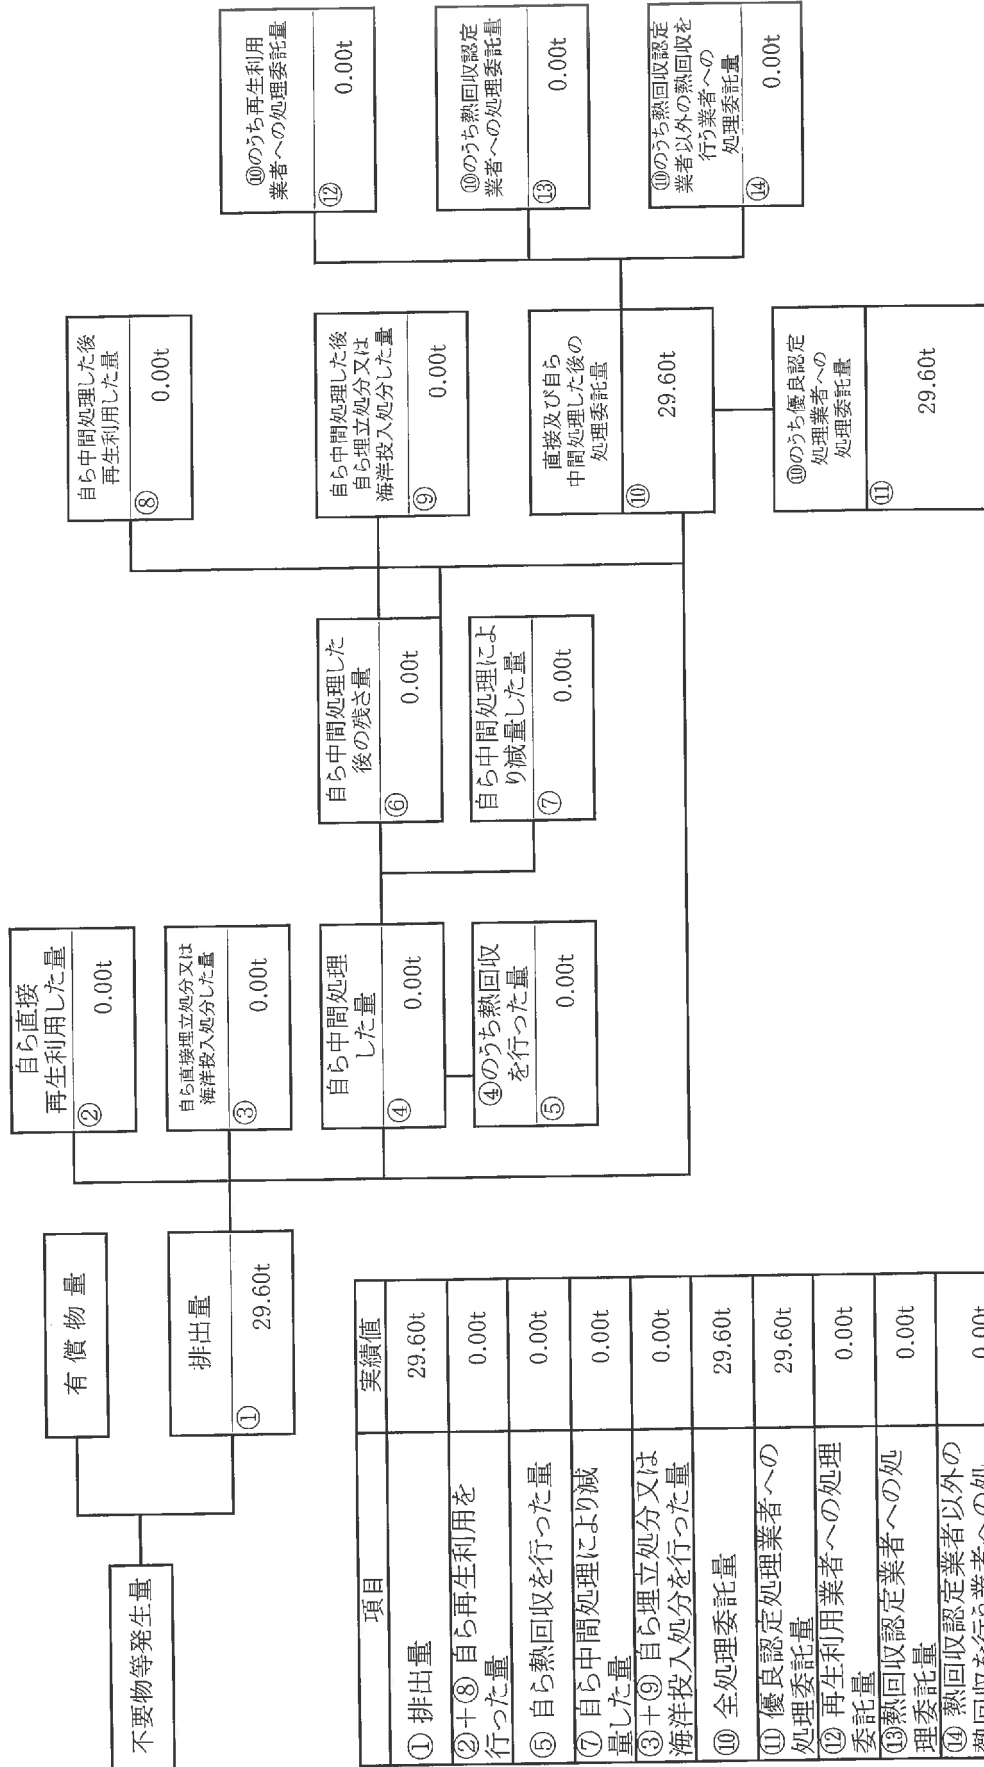 不要物等発生量
有 償 物 量
排出量
①
29.60t
自ら直接
再生利用した量
②
0.00t
自ら直接埋立処分又は
海洋投入処分した量
③
0.00t
自ら中間処理
した量
④
0.00t
④のうち熱回収
を行った量
⑤
0.00t
自ら中間処理した
後の残さ量
⑥
0.00t
自ら中間処理によ
り減量した量
⑦
0.00t
自ら中間処理した後
再生利用した量
⑧
0.00t
自ら中間処理した後
自ら埋立処分又は
海洋投入処分した量
⑨
0.00t
直接及び自ら
中間処理した後の
処理委託量
⑩
29.60t
⑩のうち優良認定
処理業者への
処理委託量
⑪
29.60t
⑩のうち再生利用
業者への処理委託量
⑫
0.00t
⑩のうち熱回収認定
業者への処理委託量
⑬
0.00t
⑩のうち熱回収認定
業者以外の熱回収を
行う業者への
処理委託量
⑭
0.00t
項目 実績値
①排出量 29.60t
②+⑧ 自ら再生利用を
行った量 0.00t
⑤ 自ら熱回収を行った量 0.00t
⑦ 自ら中間処理により減
量した量 0.00t
③+⑨ 自ら埋立処分又は
海洋投入処分を行った量 0.00t
⑩ 全処理委託量 29.60t
⑪ 優良認定処理業者への
処理委託量 29.60t
⑫ 再生利用業者への処理
委託量 0.00t
⑬熱回収認定業者への処
理委託量 0.00t
⑭ 熱回収認定業者以外の
熱回収を行う業者への処 0.00t